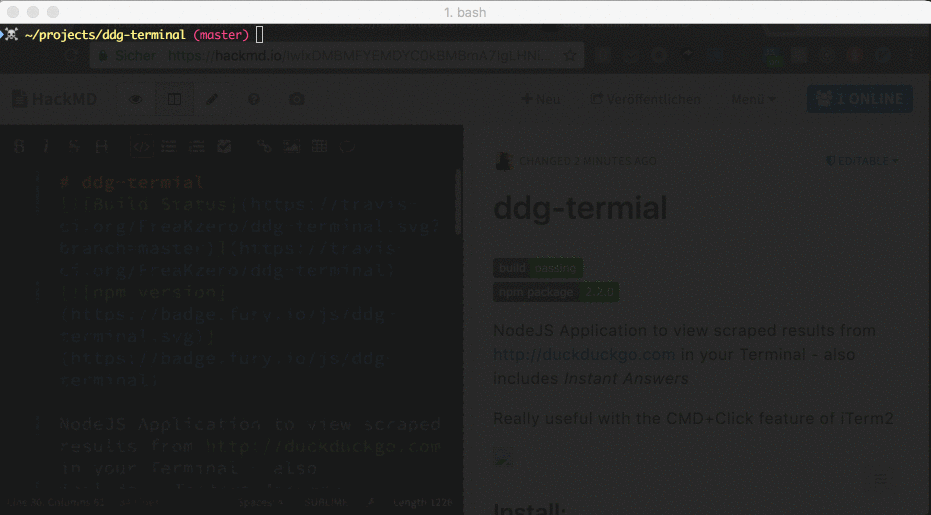 1. bash
~/projects/ddg-terminal (master)
Sicher https://hackmd.io/
HackMD
+ Neu
Veröffentlichen
Menü
1 ONLINE
# ddg-termial
[![Build Status](https://travis
ci.org/FreaKzero/ddg-terminal.svg?
branch=master)](https://travis
ci.org/FreaKzero/ddg-terminal)
[![npm version]
(https://badge.fury.io/js/ddg
terminal.svg)]
(https://badge.fury.io/js/ddg
terminal)
NodeJS Application to view scraped
results from http://duckduckgo.com
in your Terminal - also
CHANGED 2 MINUTES AGO
EDITABLE
ddg-termial
build passing
npm package 2.2.0
NodeJS Application to view scraped results from
http://duckduckgo.com in your Terminal - also
includes Instant Answers
Really useful with the CMD+Click feature of iTerm2
Install: